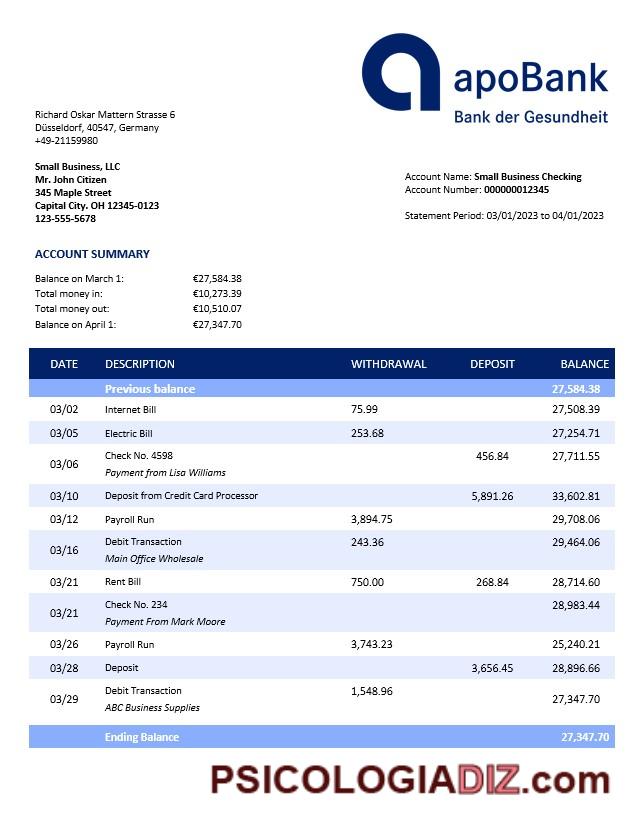 apoBank
Bank der Gesundheit
Richard Oskar Mattern Strasse 6
Düsseldorf, 40547, Germany
+49-21159980
Small Business, LLC
Mr. John Citizen
345 Maple Street
Capital City. OH 12345-0123
123-555-5678
Account Name: Small Business Checking
Account Number: 000000012345
Statement Period: 03/01/2023 to 04/01/2023
ACCOUNT SUMMARY
Balance on March 1: €27,584.38
Total money in: €10,273.39
Total money out: €10,510.07
Balance on April 1: €27,347.70
DATE DESCRIPTION WITHDRAWAL DEPOSIT BALANCE
Previous balance 27,584.38
03/02 Internet Bill 75.99 27,508.39
03/05 Electric Bill 253.68 27,254.71
03/06 Check No. 4598 456.84 27,711.55
Payment from Lisa Williams
03/10 Deposit from Credit Card Processor 5,891.26 33,602.81
03/12 Payroll Run 3,894.75 29,708.06
03/16 Debit Transaction 243.36 29,464.06
Main Office Wholesale
03/21 Rent Bill 750.00 268.84 28,714.60
03/21 Check No. 234 28,983.44
Payment From Mark Moore
03/26 Payroll Run 3,743.23 25,240.21
03/28 Deposit 3,656.45 28,896.66
03/29 Debit Transaction 1,548.96 27,347.70
ABC Business Supplies
Ending Balance 27,347.70
PSICOLOGIADIZ.com